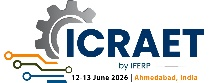 ICRAET
by IFERP
12-13 June 2026 | Ahmedabad, India